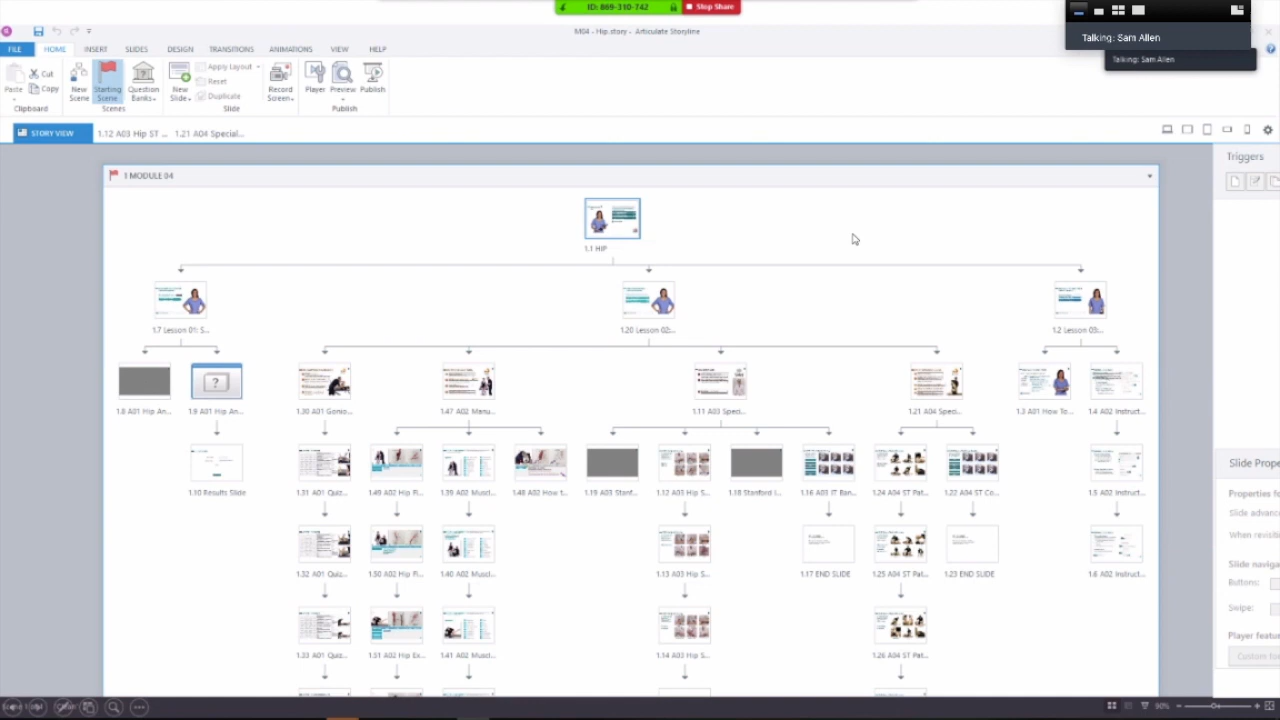 ID: 869-310-742
Stop Share
M04 - Hip.story - Articulate Storyline
Talking: Sam Allen
Talking: Sam Allen
FILE
HOME
INSERT
SLIDES
DESIGN
TRANSITIONS
ANIMATIONS
VIEW
HELP
Paste
Cut
Copy
Clipboard
New Scene
Starting Scene
Question Banks
Scenes
New Slide
Apply Layout
Reset
Duplicate
Slide
Record Screen
Player
Preview
Publish
Publish
STORY VIEW
1.12 A03 Hip ST ...
1.21 A04 Special...
Triggers
1 MODULE 04
1.1 HIP
1.7 Lesson 01: S...
1.20 Lesson 02:...
1.2 Lesson 03:...
1.8 A01 Hip An...
1.9 A01 Hip An...
1.30 A01 Gonio...
1.47 A02 Manu...
1.11 A03 Speci...
1.21 A04 Speci...
1.3 A01 How To...
1.4 A02 Instruct...
1.10 Results Slide
1.31 A01 Quiz...
1.49 A02 Hip Fl...
1.39 A02 Muscl...
1.48 A02 How t...
1.19 A03 Stanf...
1.12 A03 Hip S...
1.18 Stanford I...
1.16 A03 IT Ban...
1.24 A04 ST Pat...
1.22 A04 ST Co...
1.5 A02 Instruct...
1.32 A01 Quiz...
1.50 A02 Hip Fl...
1.40 A02 Muscl...
1.13 A03 Hip S...
1.17 END SLIDE
1.25 A04 ST Pat...
1.23 END SLIDE
1.6 A02 Instruct...
1.33 A01 Quiz...
1.51 A02 Hip Ex...
1.41 A02 Muscl...
1.14 A03 Hip S...
1.26 A04 ST Pat...
Slide Prope
Properties fo
Slide advanc
When revisitin
Slide navigat
Buttons:
Swipe:
Player featur
Custom fea
90%